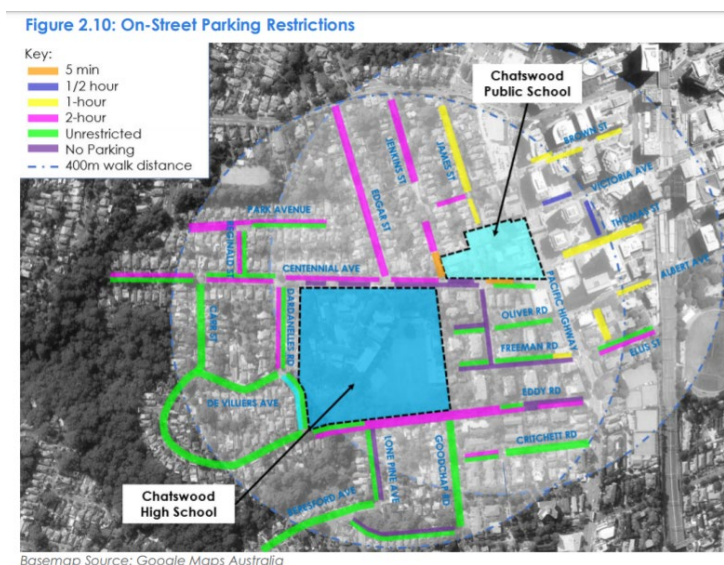 Figure 2.10: On-Street Parking Restrictions
Key:
5 min
1/2 hour
1-hour
2-hour
Unrestricted
No Parking
400m walk distance
Chatswood
Public School
BROWN ST
VICTORIA AVE
THOMAS ST
ALBERT AVE
JENKINS ST
JAMES ST
EDGAR ST
PARK AVENUE
REGINALD ST
CENTENNIAL AVE
PACIFIC HIGHWAY
DARDANELLES RD
OLIVER RD
FREEMAN RD
ELLIS ST
EDDY RD
DE VILLIERS AVE
CRITCHETT RD
LONE PINE AVE
GOODCHAP RD
BERESFORD AVE
Chatswood
High School
Basemap Source: Google Maps Australia